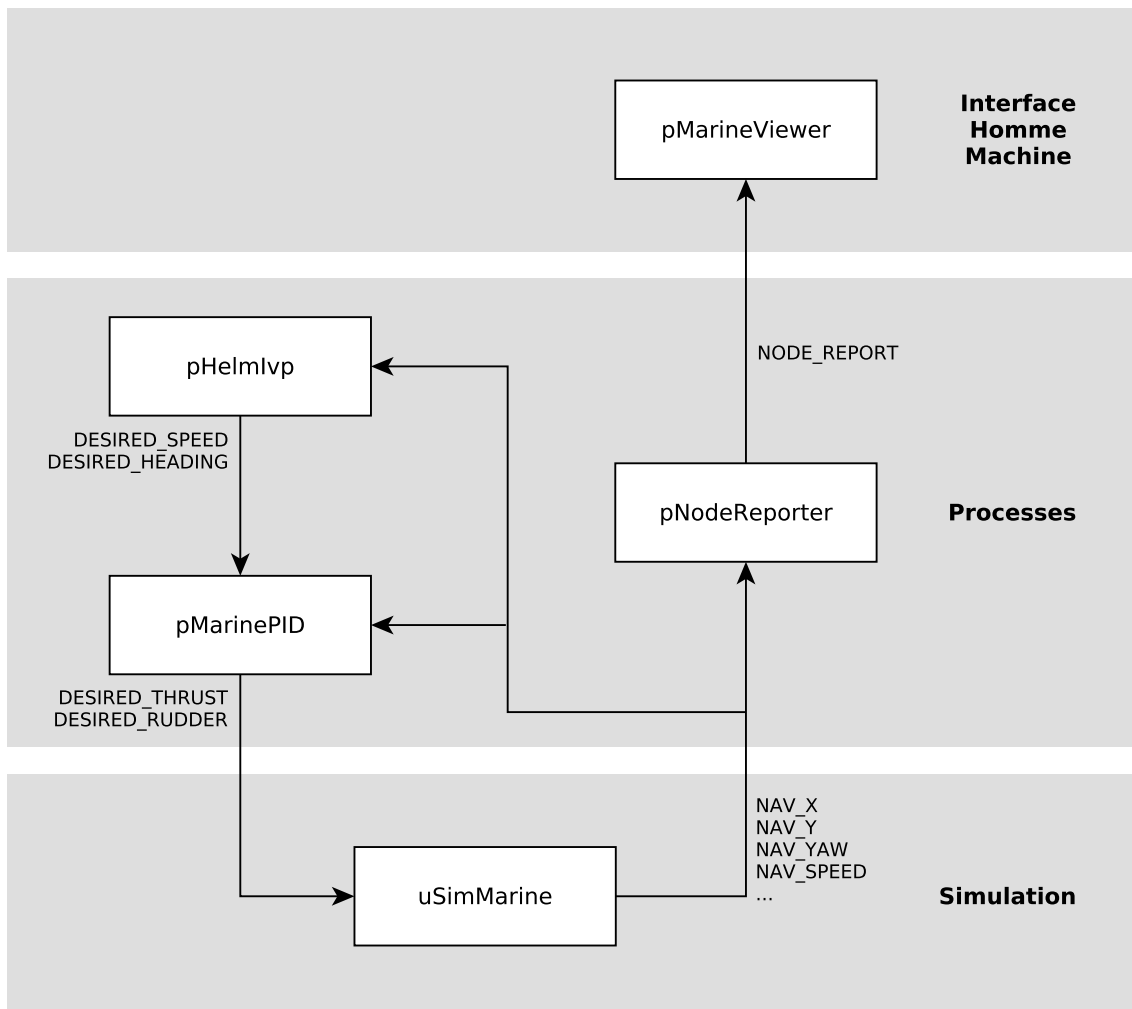 pMarineViewer
Interface
Homme
Machine
pHelmIvp
NODE_REPORT
DESIRED_SPEED
DESIRED_HEADING
pNodeReporter
Processes
pMarinePID
DESIRED_THRUST
DESIRED_RUDDER
NAV_X
NAV_Y
NAV_YAW
NAV_SPEED
...
uSimMarine
Simulation